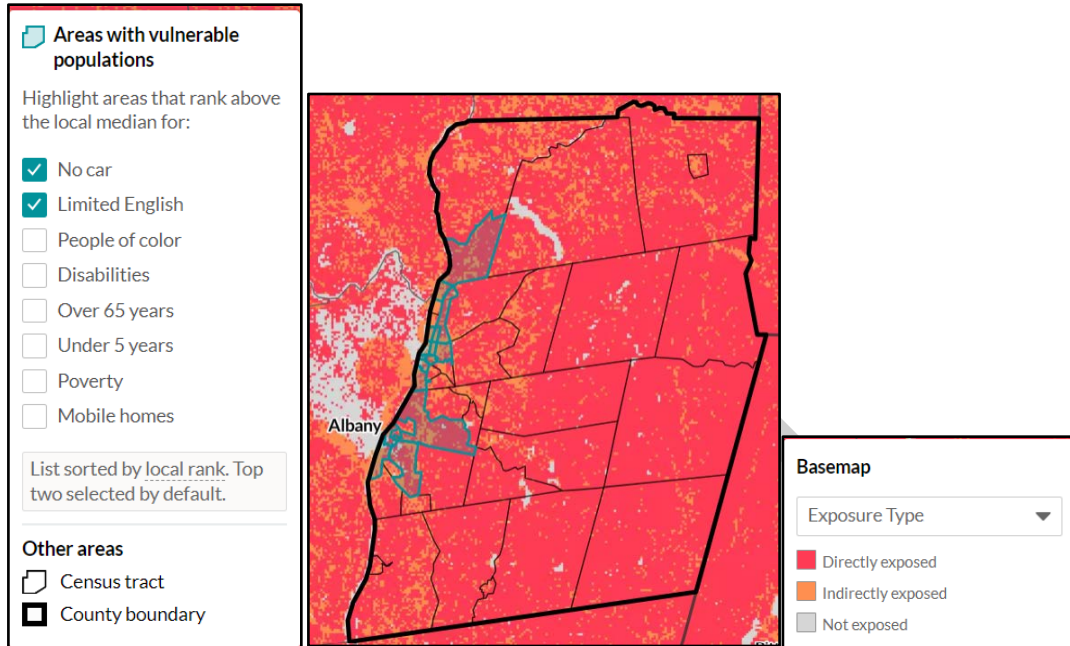 Areas with vulnerable
populations
Highlight areas that rank above
the local median for:
No car
Limited English
People of color
Disabilities
Over 65 years
Under 5 years
Poverty
Mobile homes
List sorted by local rank. Top
two selected by default.
Other areas
Census tract
County boundary
Albany
Basemap
Exposure Type
Directly exposed
Indirectly exposed
Not exposed